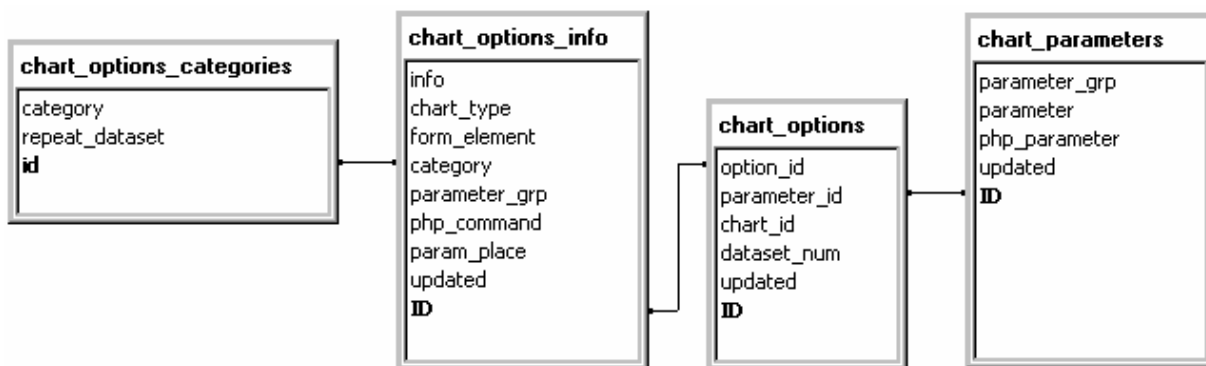 chart_options_categories
category
repeat_dataset
id
chart_options_info
info
chart_type
form_element
category
parameter_grp
php_command
param_place
updated
ID
chart_options
option_id
parameter_id
chart_id
dataset_num
updated
ID
chart_parameters
parameter_grp
parameter
php_parameter
updated
ID